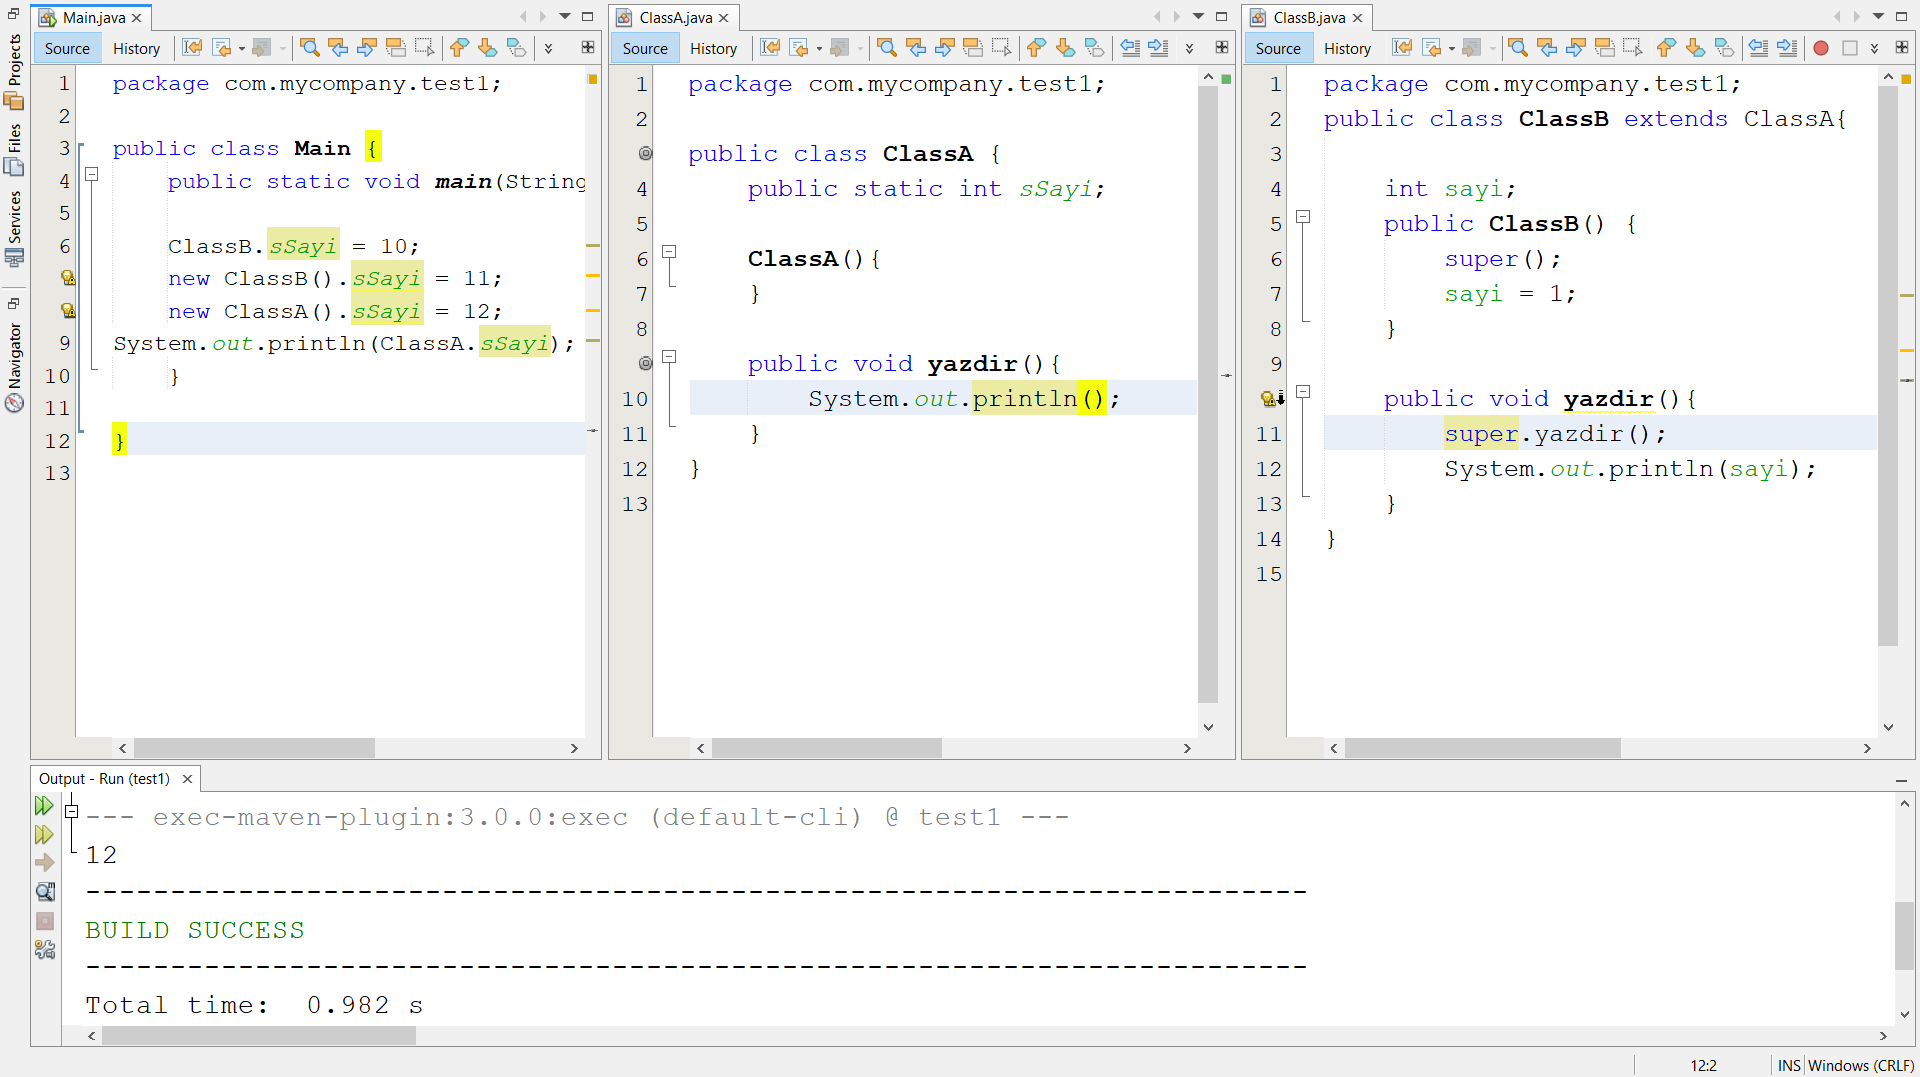 Projects
Files
Services
Navigator
Main.java
Source History
1 package com.mycompany.test1;
2
3 public class Main {
4 public static void main(String
5
6 ClassB.sSayi = 10;
new ClassB().sSayi = 11;
new ClassA().sSayi = 12;
9 System.out.println(ClassA.sSayi);
10 }
11
12 }
13
ClassA.java
Source History
1 package com.mycompany.test1;
2
public class ClassA {
4 public static int sSayi;
5
6 ClassA(){
7 }
8
public void yazdir(){
10 System.out.println();
11 }
12 }
13
ClassB.java
Source History
1 package com.mycompany.test1;
2 public class ClassB extends ClassA{
3
4 int sayi;
5 public ClassB() {
6 super();
7 sayi = 1;
8 }
9
public void yazdir(){
11 super.yazdir();
12 System.out.println(sayi);
13 }
14 }
15
Output - Run (test1)
--- exec-maven-plugin:3.0.0:exec (default-cli) @ test1 ---
12
------------------------------------------------------------------------
BUILD SUCCESS
------------------------------------------------------------------------
Total time:  0.982 s
12:2 INS Windows (CRLF)